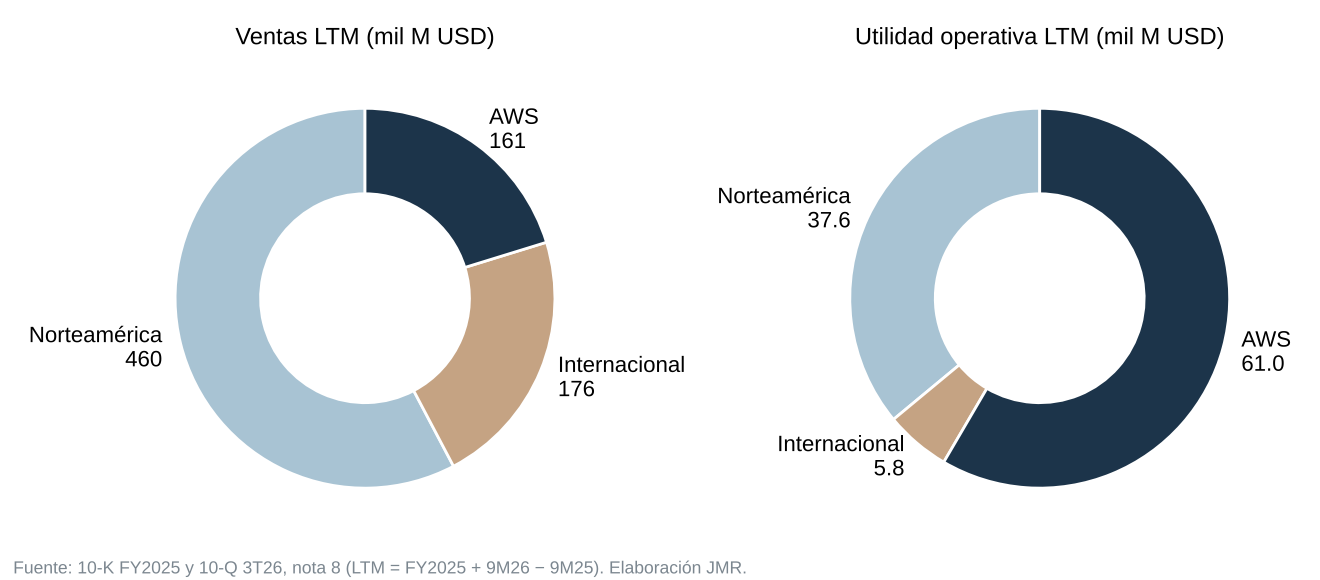 Ventas LTM (mil M USD)
AWS
161
Norteamérica
460
Internacional
176
Utilidad operativa LTM (mil M USD)
Norteamérica
37.6
AWS
61.0
Internacional
5.8
Fuente: 10-K FY2025 y 10-Q 3T26, nota 8 (LTM = FY2025 + 9M26 − 9M25). Elaboración JMR.